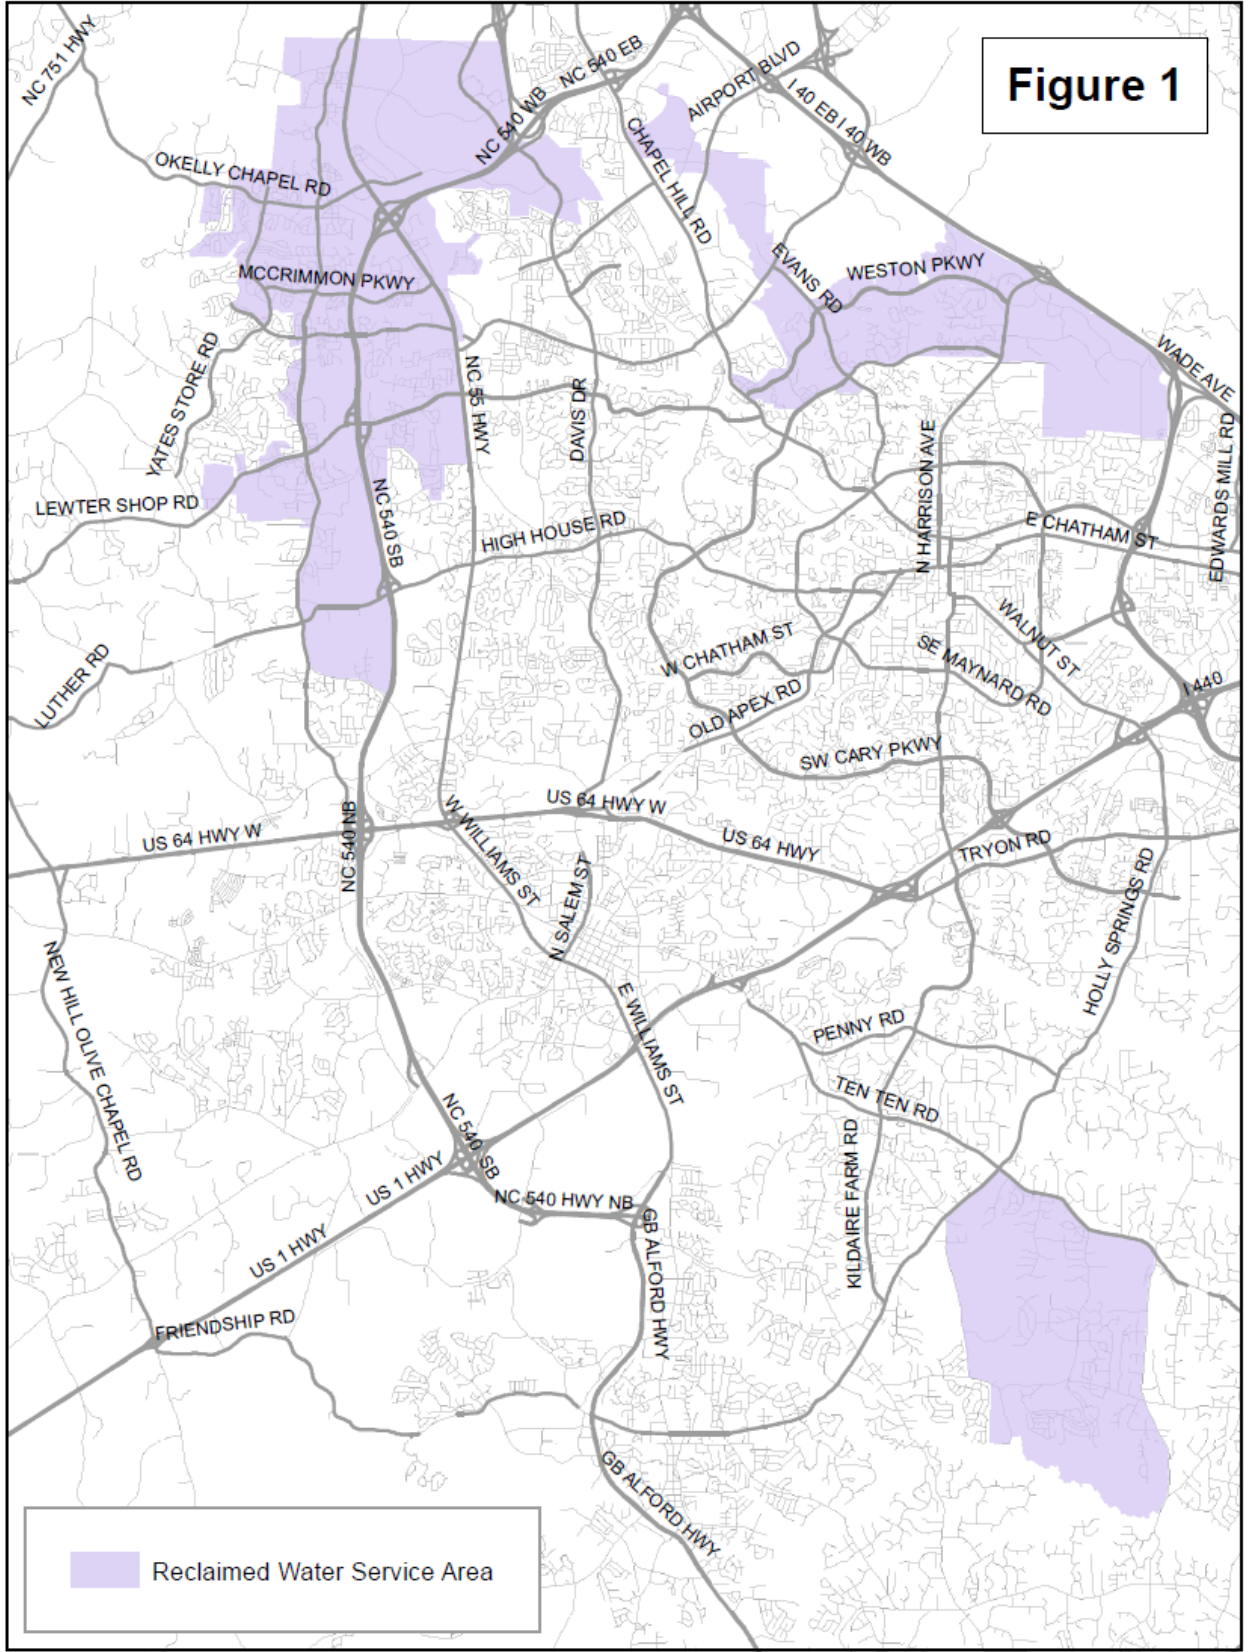 Figure 1
NC 751 HWY
NC 540 EB
AIRPORT BLVD
NC 540 WB
I 40 EB I 40 WB
CHAPEL HILL RD
OKELLY CHAPEL RD
EVANS RD
WESTON PKWY
MCCRIMMON PKWY
YATES STORE RD
WADE AVE
NC 55 HWY
DAVIS DR
N HARRISON AVE
EDWARDS MILL RD
LEWTER SHOP RD
NC 540 SB
HIGH HOUSE RD
E CHATHAM ST
WALNUT ST
W CHATHAM ST
SE MAYNARD RD
LUTHER RD
OLD APEX RD
I 440
SW CARY PKWY
US 64 HWY W
NC 540 NB
W WILLIAMS ST
US 64 HWY W
US 64 HWY
TRYON RD
N SALEM ST
HOLLY SPRINGS RD
NEW HILL OLIVE CHAPEL RD
E WILLIAMS ST
PENNY RD
TEN TEN RD
NC 540 SB
KILDAIRE FARM RD
US 1 HWY
NC 540 HWY NB
US 1 HWY
GB ALFORD HWY
FRIENDSHIP RD
GB ALFORD HWY
Reclaimed Water Service Area